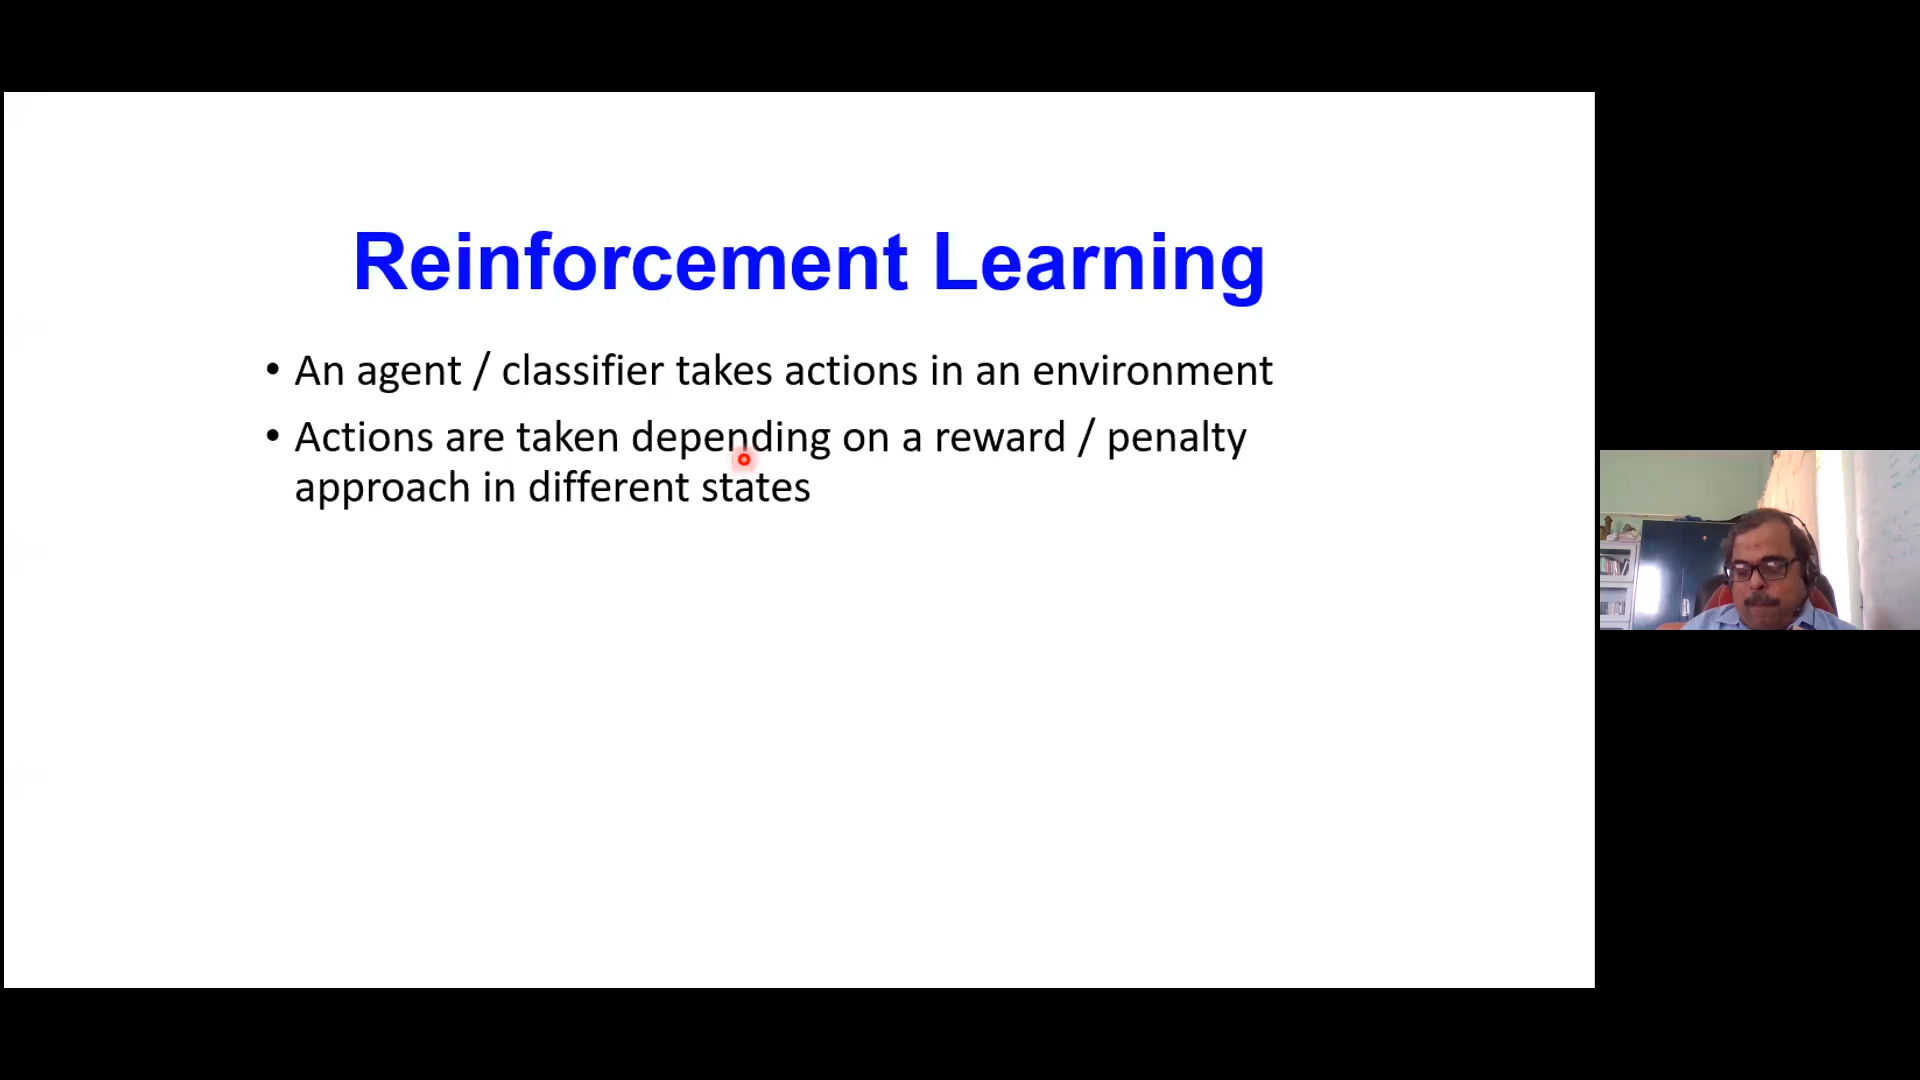 Reinforcement Learning
• An agent / classifier takes actions in an environment
• Actions are taken depending on a reward / penalty
approach in different states